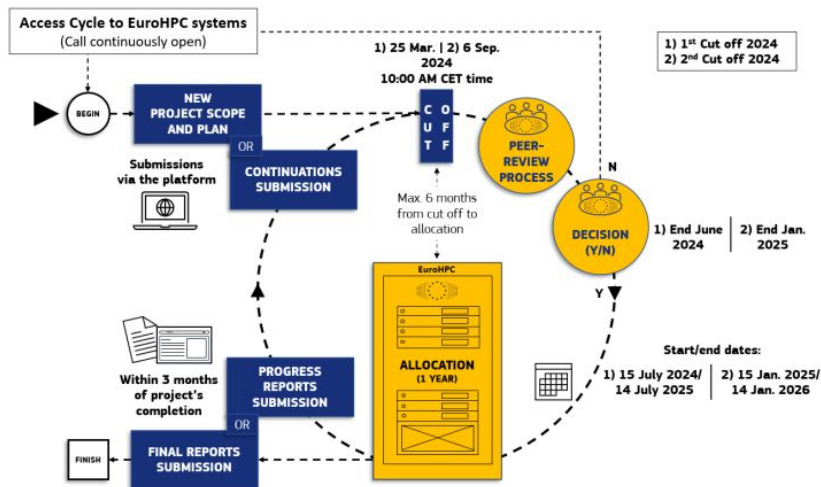 Access Cycle to EuroHPC systems
(Call continuously open)
1) 25 Mar. | 2) 6 Sep.
2024
10:00 AM CET time
1) 1st Cut off 2024
2) 2nd Cut off 2024
BEGIN
NEW
PROJECT SCOPE
AND PLAN
OR
CONTINUATIONS
SUBMISSION
Submissions
via the platform
CUT
OFF
PEER-
REVIEW
PROCESS
N
DECISION
(Y/N)
1) End June
2024
2) End Jan.
2025
Y
Max. 6 months
from cut off to
allocation
EuroHPC
ALLOCATION
(1 YEAR)
Start/end dates:
1) 15 July 2024/
14 July 2025
2) 15 Jan. 2025/
14 Jan. 2026
Within 3 months
of project's
completion
PROGRESS
REPORTS
SUBMISSION
OR
FINAL REPORTS
SUBMISSION
FINISH